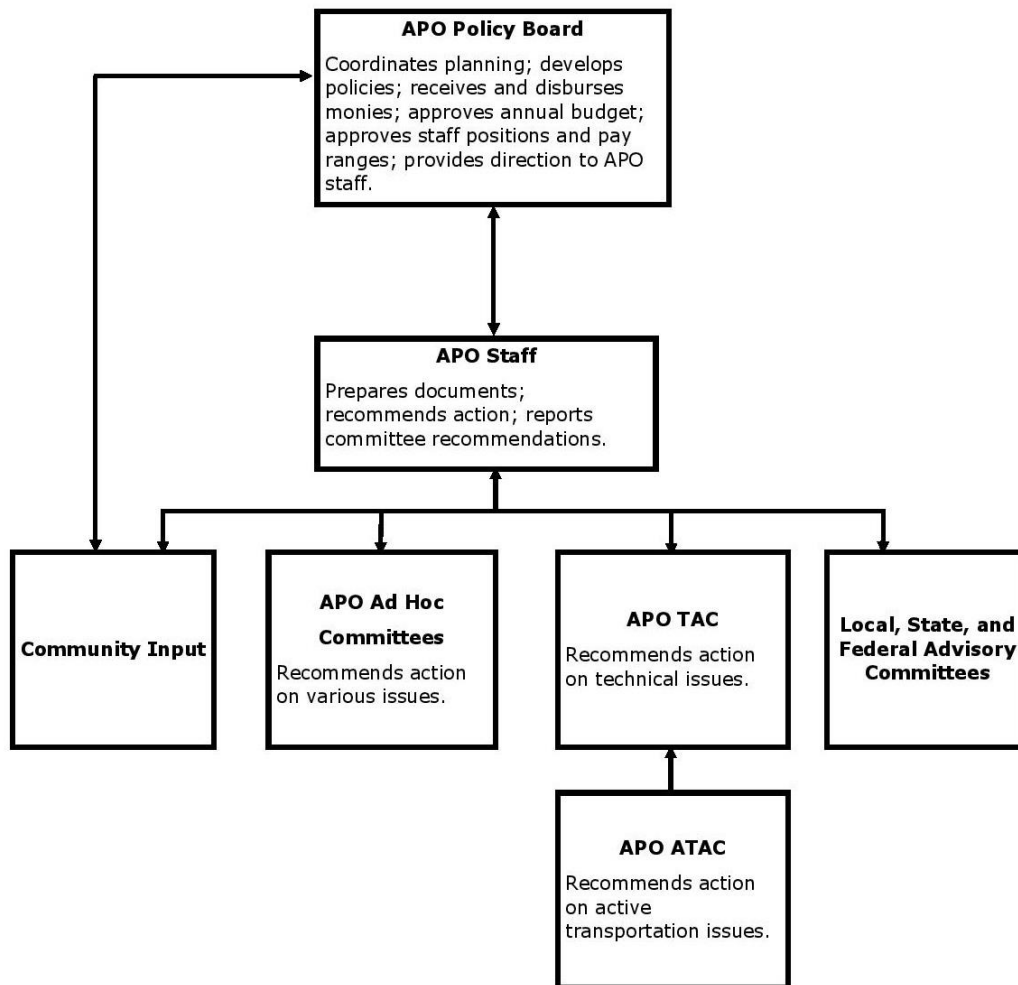 APO Policy Board
Coordinates planning; develops
policies; receives and disburses
monies; approves annual budget;
approves staff positions and pay
ranges; provides direction to APO
staff.
APO Staff
Prepares documents;
recommends action; reports
committee recommendations.
Community Input
APO Ad Hoc
Committees
Recommends action
on various issues.
APO TAC
Recommends action
on technical issues.
Local, State, and
Federal Advisory
Committees
APO ATAC
Recommends action
on active
transportation issues.